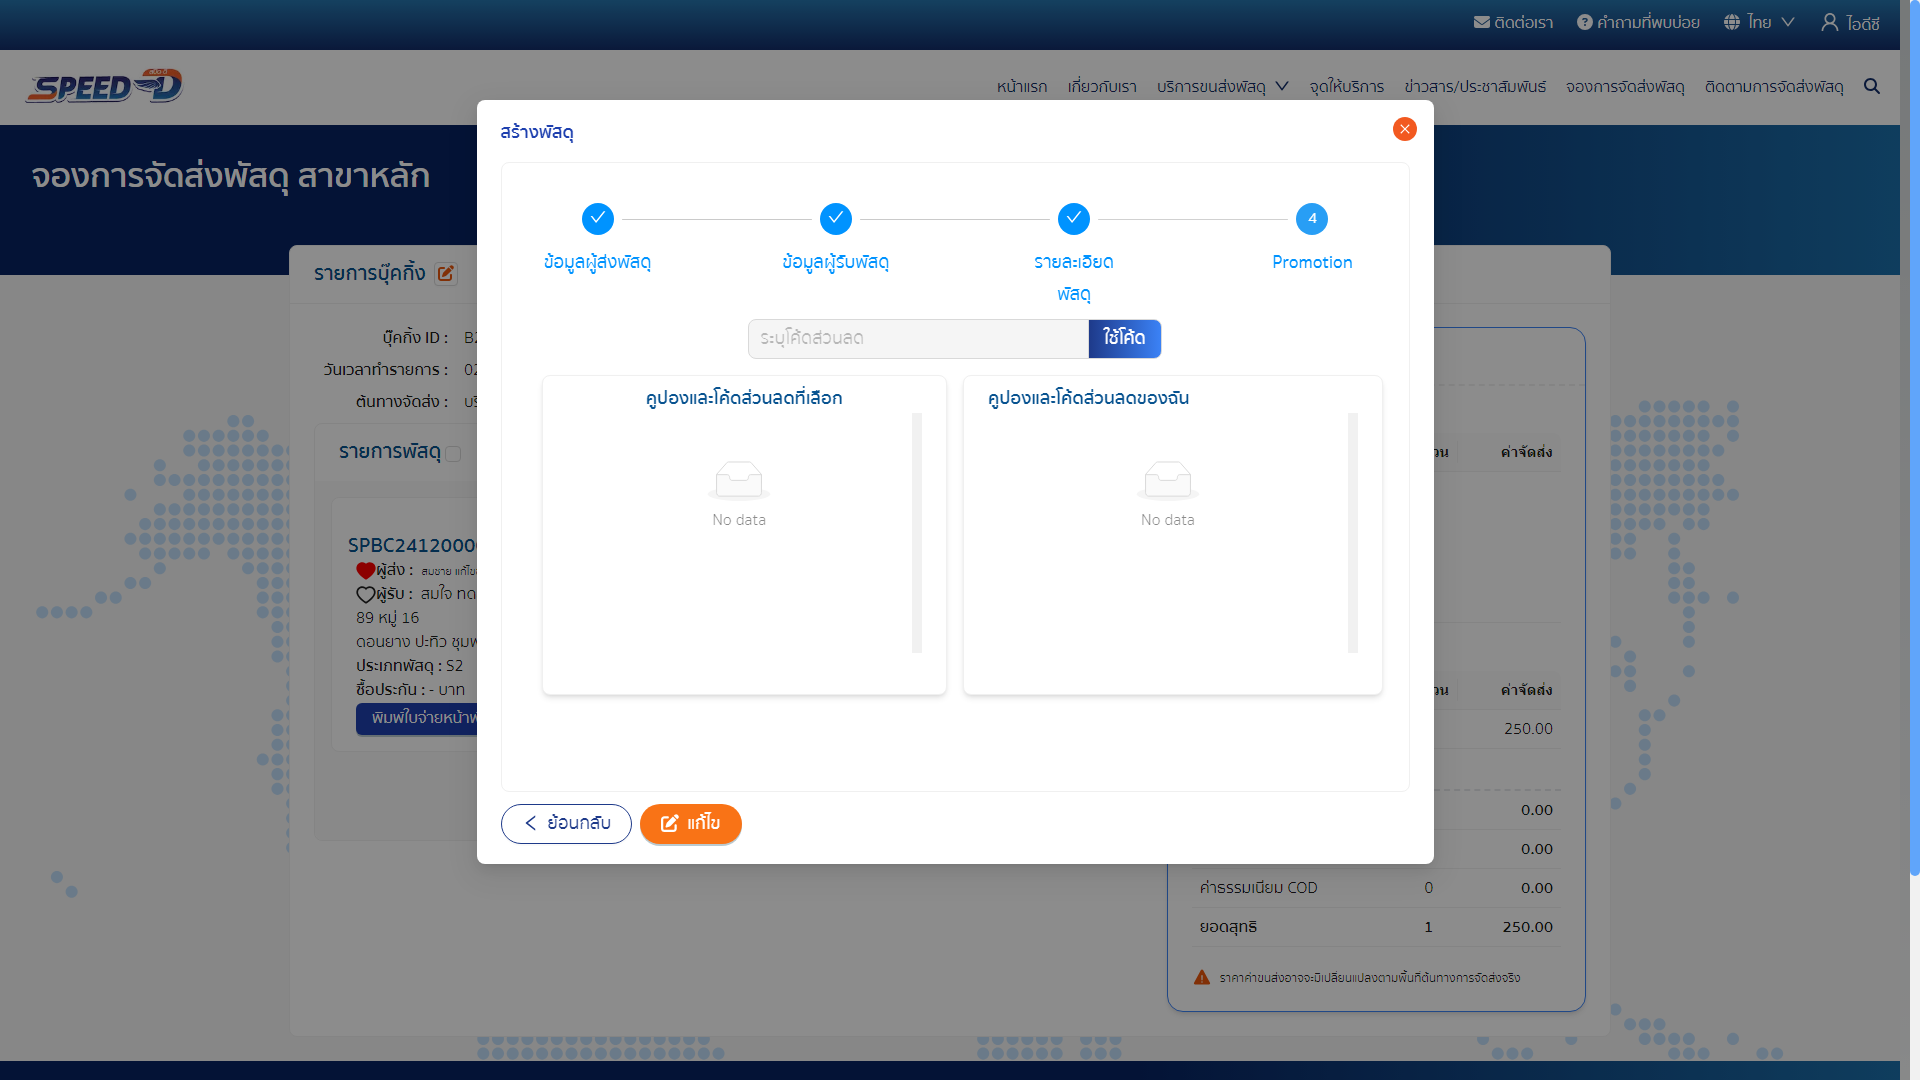 ติดต่อเรา
คำถามที่พบบ่อย
ไทย
ไอดีซี
SPEED-D
หน้าแรก
เกี่ยวกับเรา
บริการขนส่งพัสดุ
จุดให้บริการ
ข่าวสาร/ประชาสัมพันธ์
จองการจัดส่งพัสดุ
ติดตามการจัดส่งพัสดุ
จองการจัดส่งพัสดุ สาขาหลัก
สร้างพัสดุ
4
ข้อมูลผู้ส่งพัสดุ
ข้อมูลผู้รับพัสดุ
รายละเอียด
พัสดุ
Promotion
ระบุโค้ดส่วนลด
ใช้โค้ด
คูปองและโค้ดส่วนลดที่เลือก
No data
คูปองและโค้ดส่วนลดของฉัน
No data
ย้อนกลับ
แก้ไข
รายการบุ๊คกิ้ง
บุ๊คกิ้ง ID :
วันเวลาทำรายการ :
ต้นทางจัดส่ง :
รายการพัสดุ
SPBC2412000
ผู้ส่ง : สมชาย แก้ไข
ผู้รับ : สมใจ ทด
89 หมู่ 16
ดอนยาง ปะทิว ชุมพ
ประเภทพัสดุ : S2
ซื้อประกัน : - บาท
พิมพ์ใบจ่ายหน้าพ
ค่าจัดส่ง
ค่าจัดส่ง
250.00
0.00
0.00
ค่าธรรมเนียม COD 0 0.00
ยอดสุทธิ 1 250.00
ราคาค่าขนส่งอาจจะมีเปลี่ยนแปลงตามพื้นที่ต้นทางการจัดส่งจริง